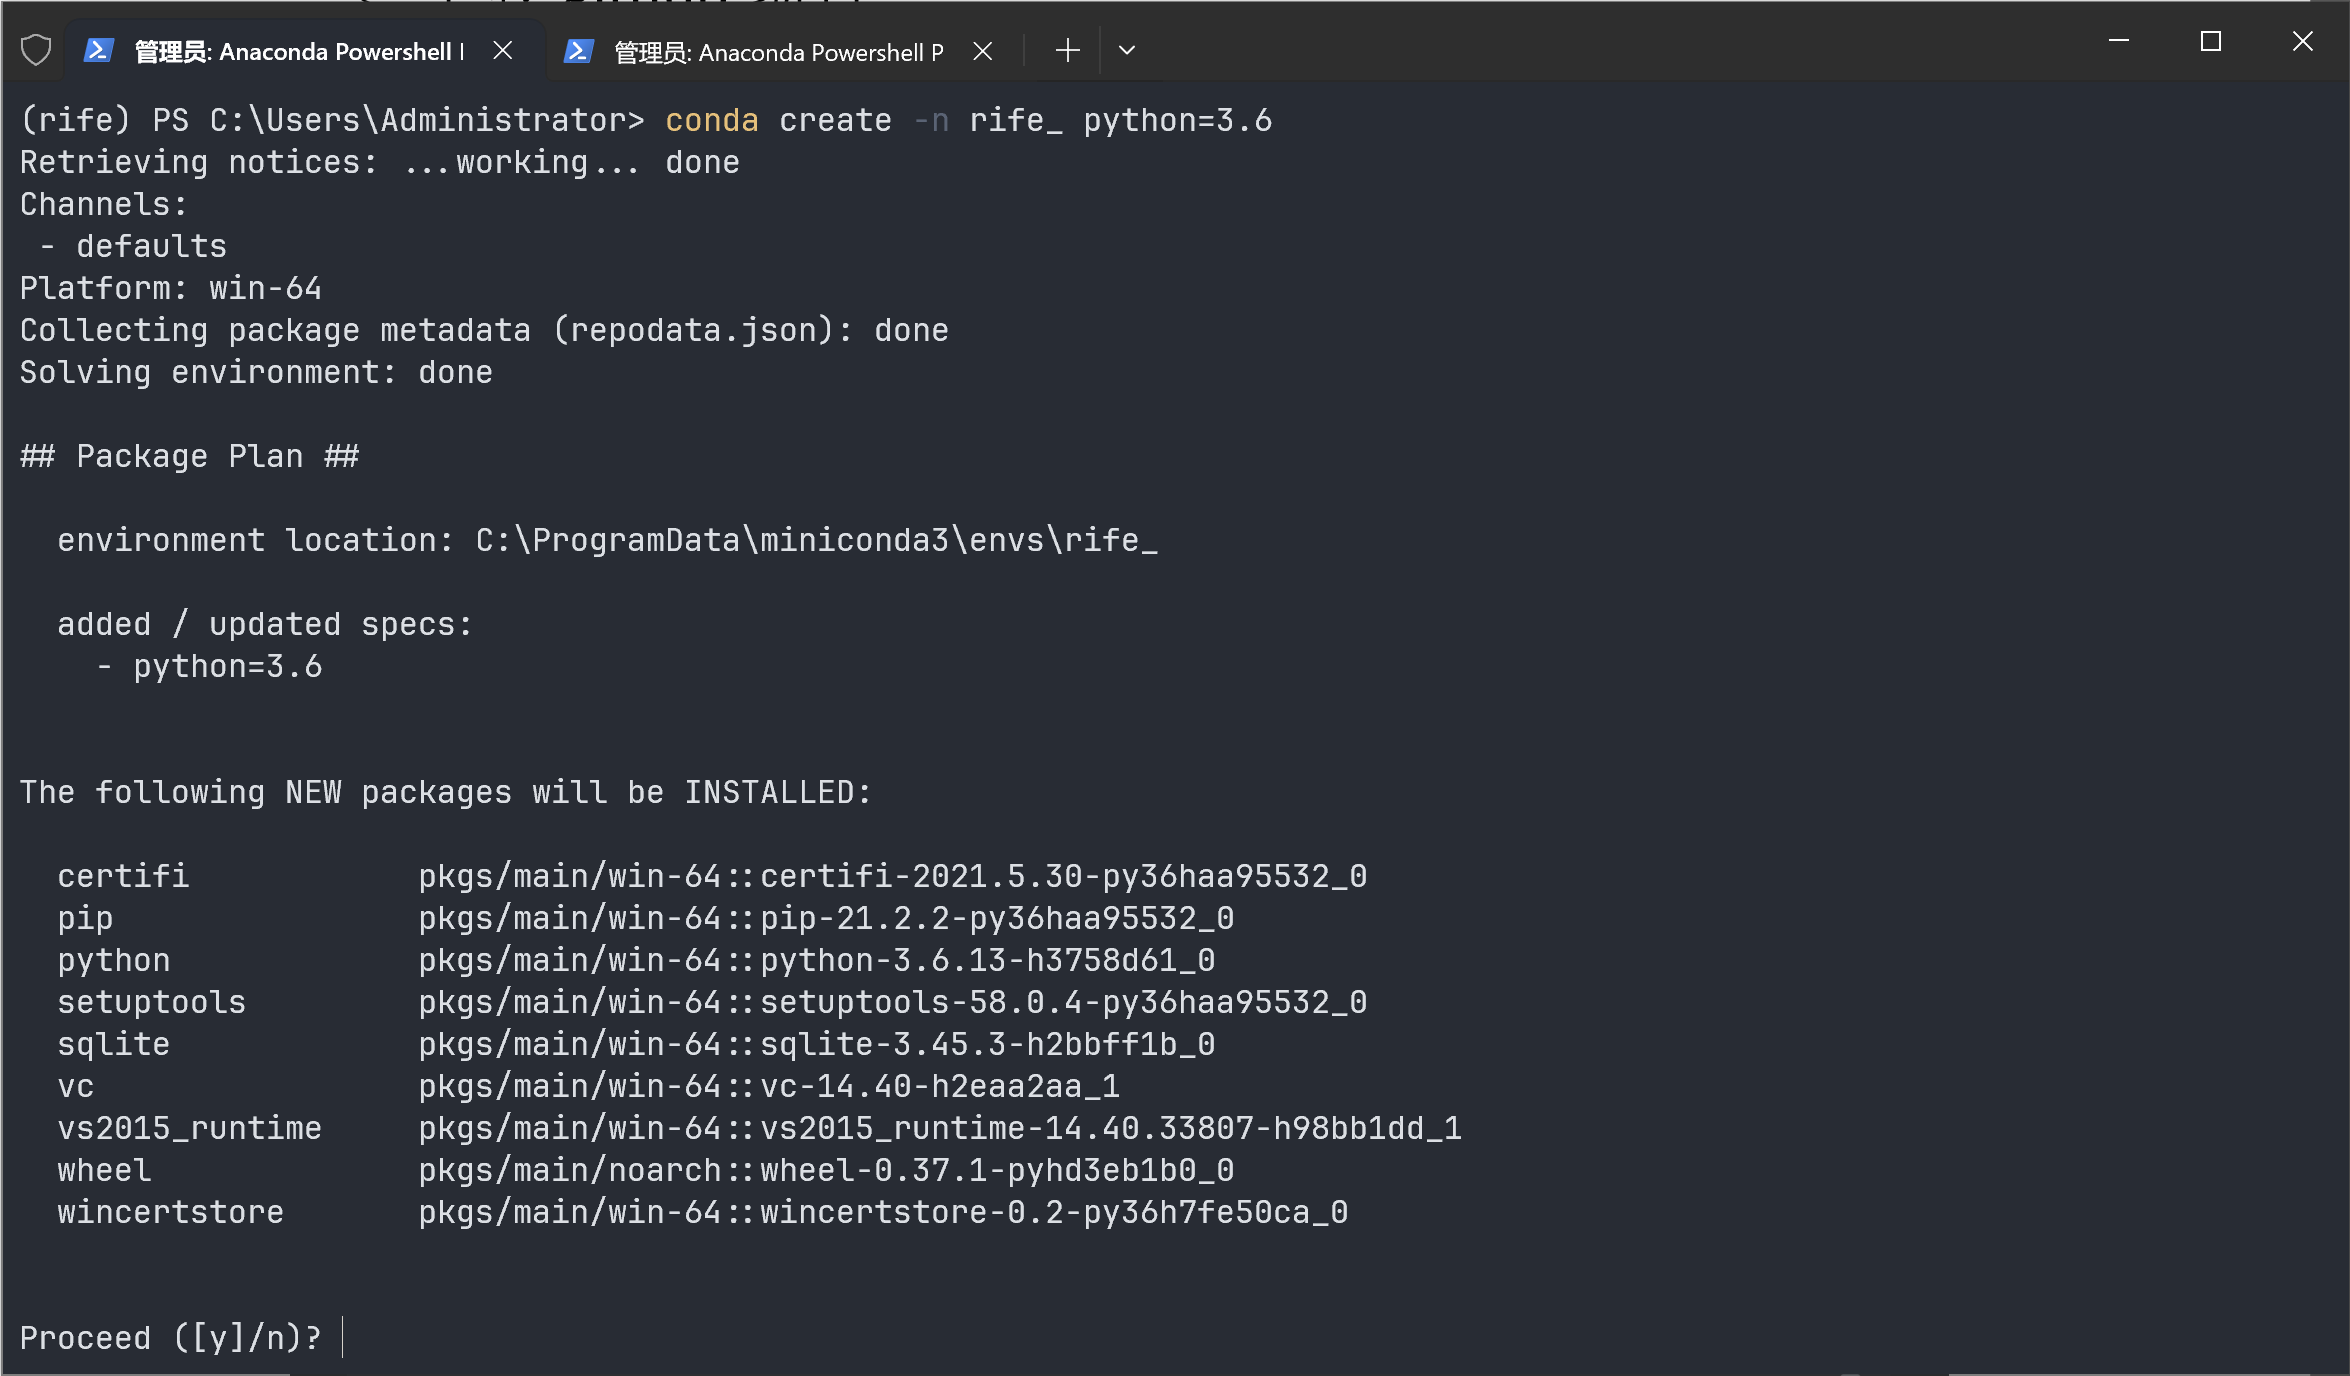 管理员: Anaconda Powershell
管理员: Anaconda Powershell P
(rife) PS C:\Users\Administrator> conda create -n rife_ python=3.6
Retrieving notices: ...working... done
Channels:
 - defaults
Platform: win-64
Collecting package metadata (repodata.json): done
Solving environment: done
## Package Plan ##
  environment location: C:\ProgramData\miniconda3\envs\rife_
  added / updated specs:
    - python=3.6
The following NEW packages will be INSTALLED:
  certifi            pkgs/main/win-64::certifi-2021.5.30-py36haa95532_0
  pip                pkgs/main/win-64::pip-21.2.2-py36haa95532_0
  python             pkgs/main/win-64::python-3.6.13-h3758d61_0
  setuptools         pkgs/main/win-64::setuptools-58.0.4-py36haa95532_0
  sqlite             pkgs/main/win-64::sqlite-3.45.3-h2bbff1b_0
  vc                 pkgs/main/win-64::vc-14.40-h2eaa2aa_1
  vs2015_runtime     pkgs/main/win-64::vs2015_runtime-14.40.33807-h98bb1dd_1
  wheel              pkgs/main/noarch::wheel-0.37.1-pyhd3eb1b0_0
  wincertstore       pkgs/main/win-64::wincertstore-0.2-py36h7fe50ca_0
Proceed ([y]/n)?